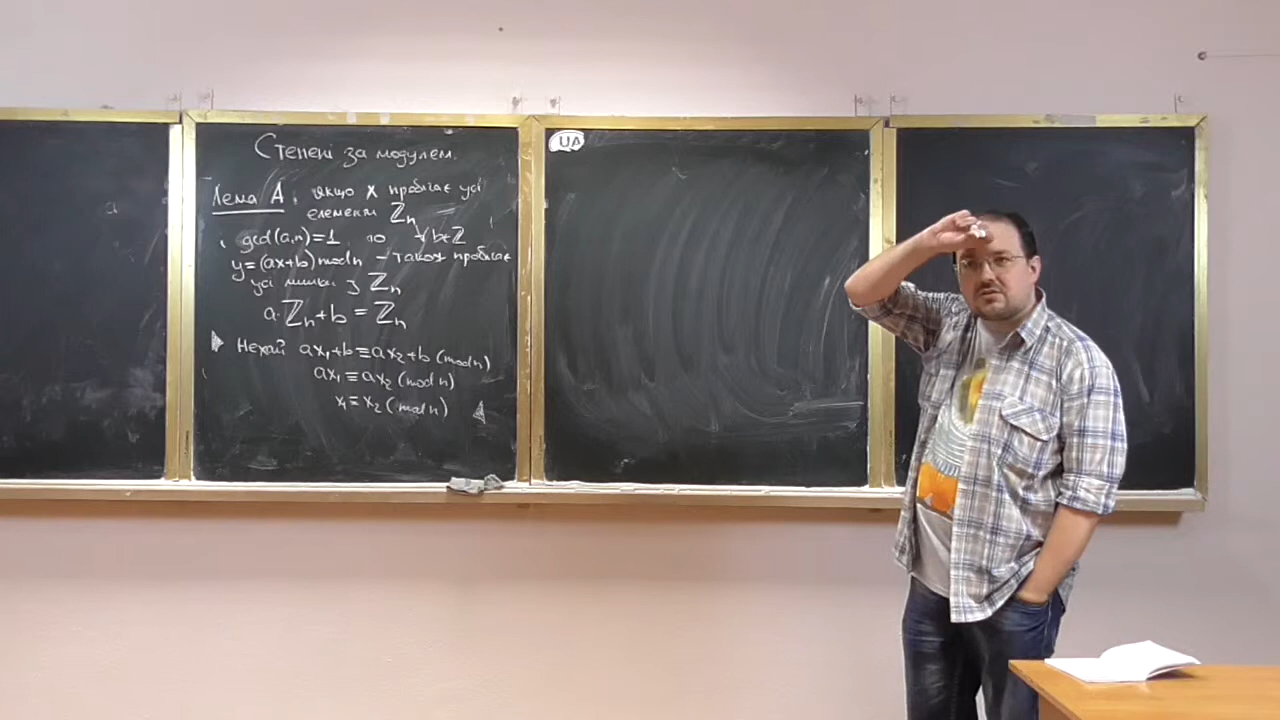 Степені за модулем.
Лема А: якщо x пробігає усі
елементи ℤₙ
і gcd(a,n)=1, то ∀b∈ℤ
y=(ax+b)mod n – також пробігає
усі лишки з ℤₙ
a·ℤₙ+b=ℤₙ
Нехай ax₁+b≡ax₂+b (mod n)
ax₁≡ax₂ (mod n)
x₁≡x₂ (mod n)
UA